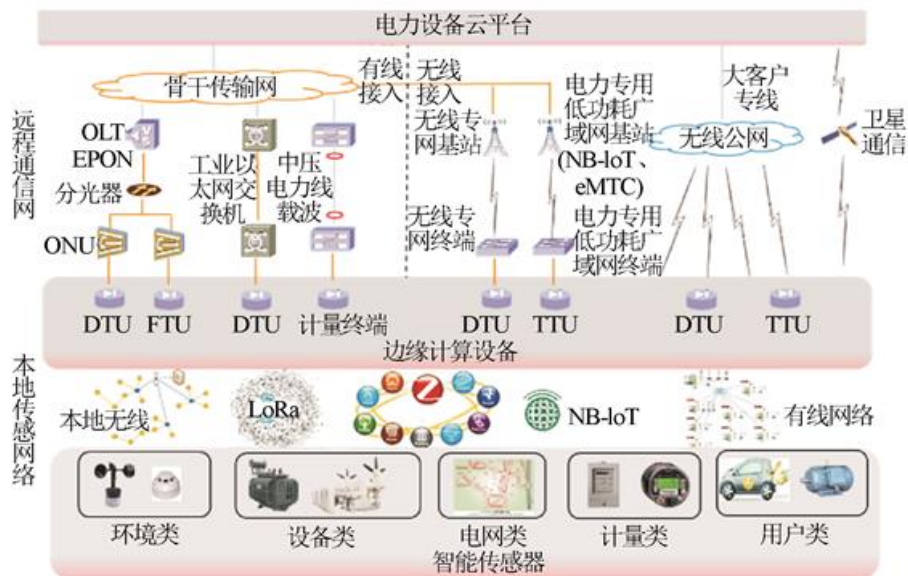 电力设备云平台
骨干传输网
有线
接入
无线
接入
远程通信网
OLT
EPON
分光器
ONU
工业以
太网交
换机
中压
电力线
载波
无线专
网基站
无线专
网终端
电力专用
低功耗广
域网基站
(NB-loT、
eMTC)
电力专用
低功耗广
域网终端
大客户
专线
无线公网
卫星
通信
DTU
FTU
DTU
计量终端
DTU
TTU
DTU
TTU
边缘计算设备
本地传感网络
本地无线
LoRa
Z
NB-loT
有线网络
环境类
设备类
电网类
计量类
用户类
智能传感器